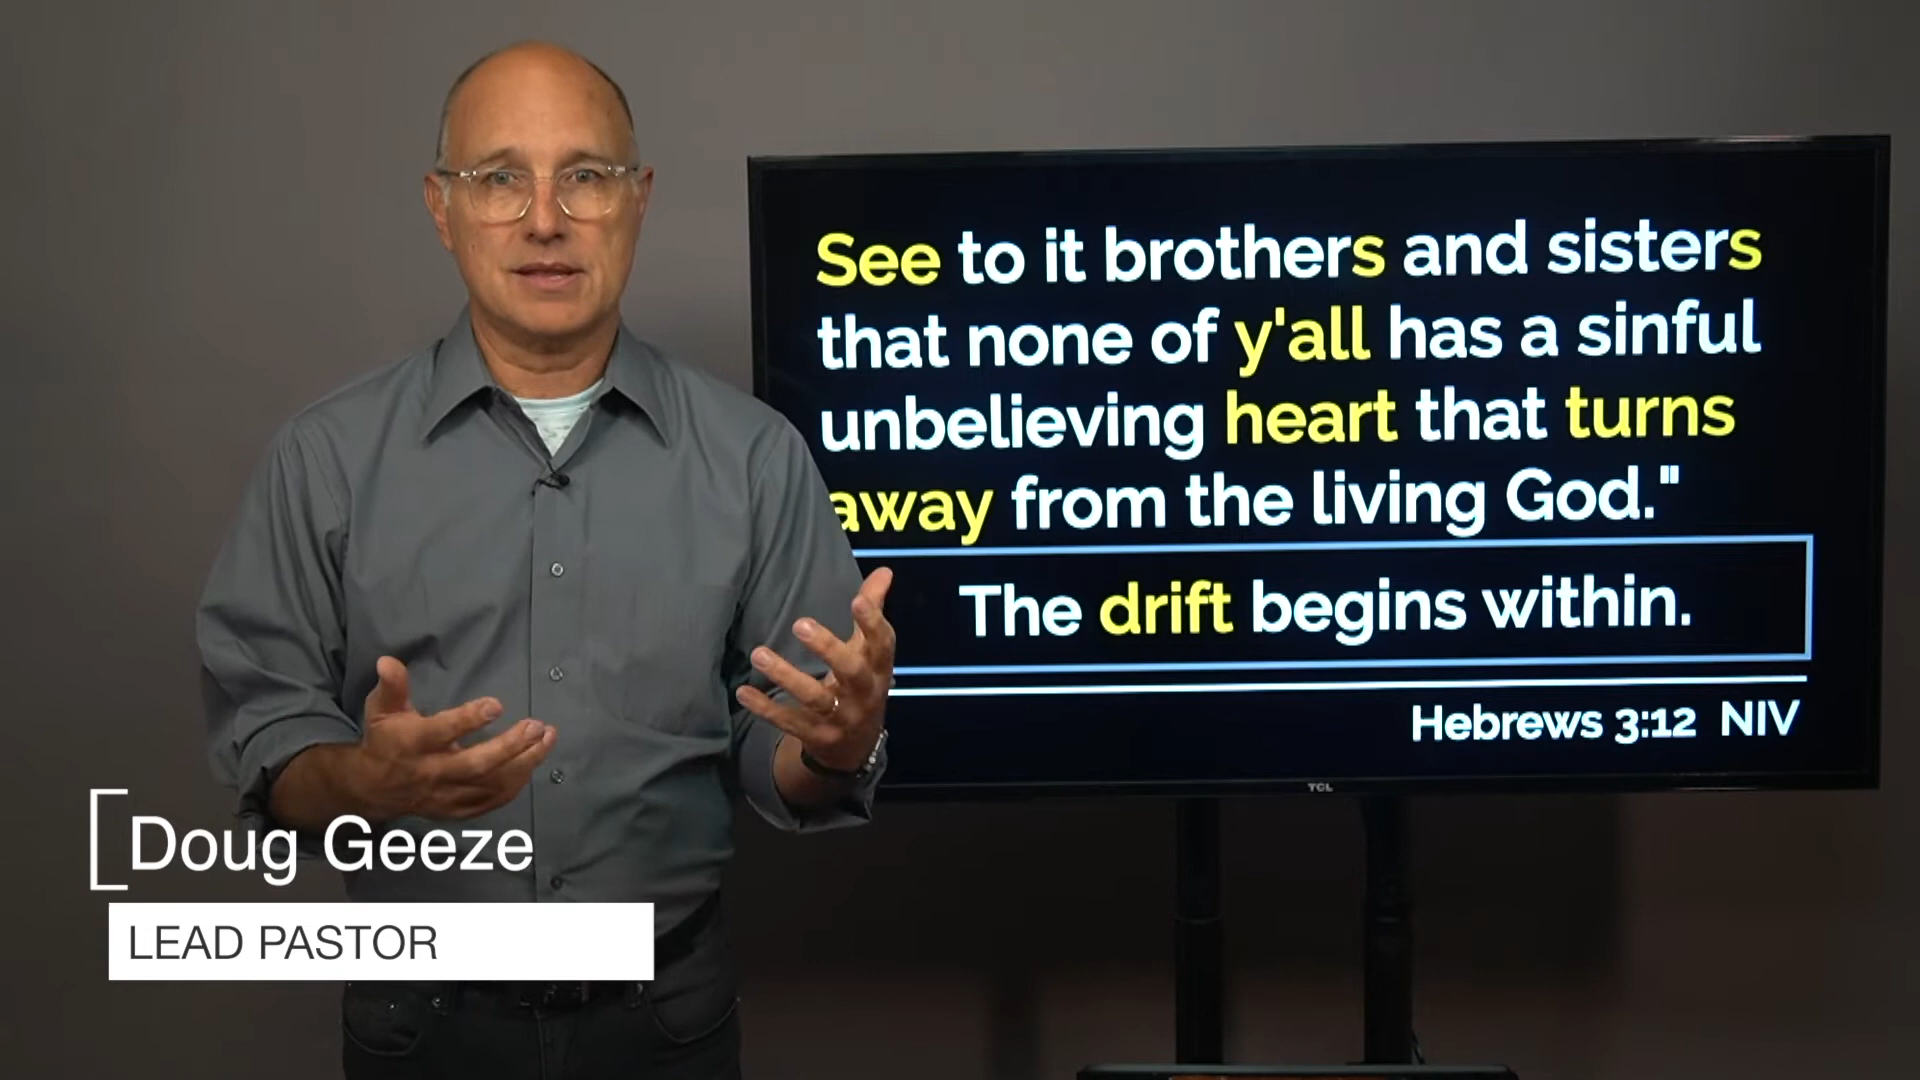 See to it brothers and sisters
that none of y'all has a sinful
unbelieving heart that turns
away from the living God."
The drift begins within.
Hebrews 3:12 NIV
TCL
Doug Geeze
LEAD PASTOR